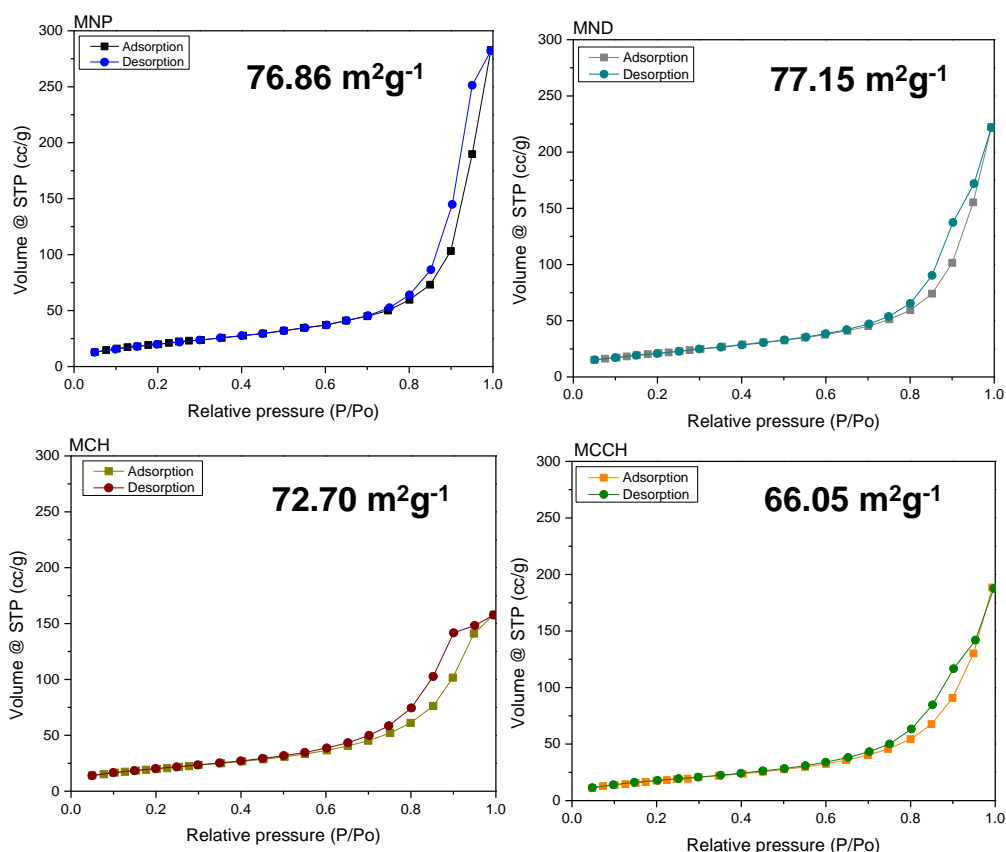 MNP
Adsorption
Desorption
76.86 m²g⁻¹
300
250
200
150
100
50
0
Volume @ STP (cc/g)
0.0 0.2 0.4 0.6 0.8 1.0
Relative pressure (P/Po)
MND
Adsorption
Desorption
77.15 m²g⁻¹
300
250
200
150
100
50
0
Volume @ STP (cc/g)
0.0 0.2 0.4 0.6 0.8 1.0
Relative pressure (P/Po)
MCH
Adsorption
Desorption
72.70 m²g⁻¹
300
250
200
150
100
50
0
Volume @ STP (cc/g)
0.0 0.2 0.4 0.6 0.8 1.0
Relative pressure (P/Po)
MCCH
Adsorption
Desorption
66.05 m²g⁻¹
300
250
200
150
100
50
0
Volume @ STP (cc/g)
0.0 0.2 0.4 0.6 0.8 1.0
Relative pressure (P/Po)